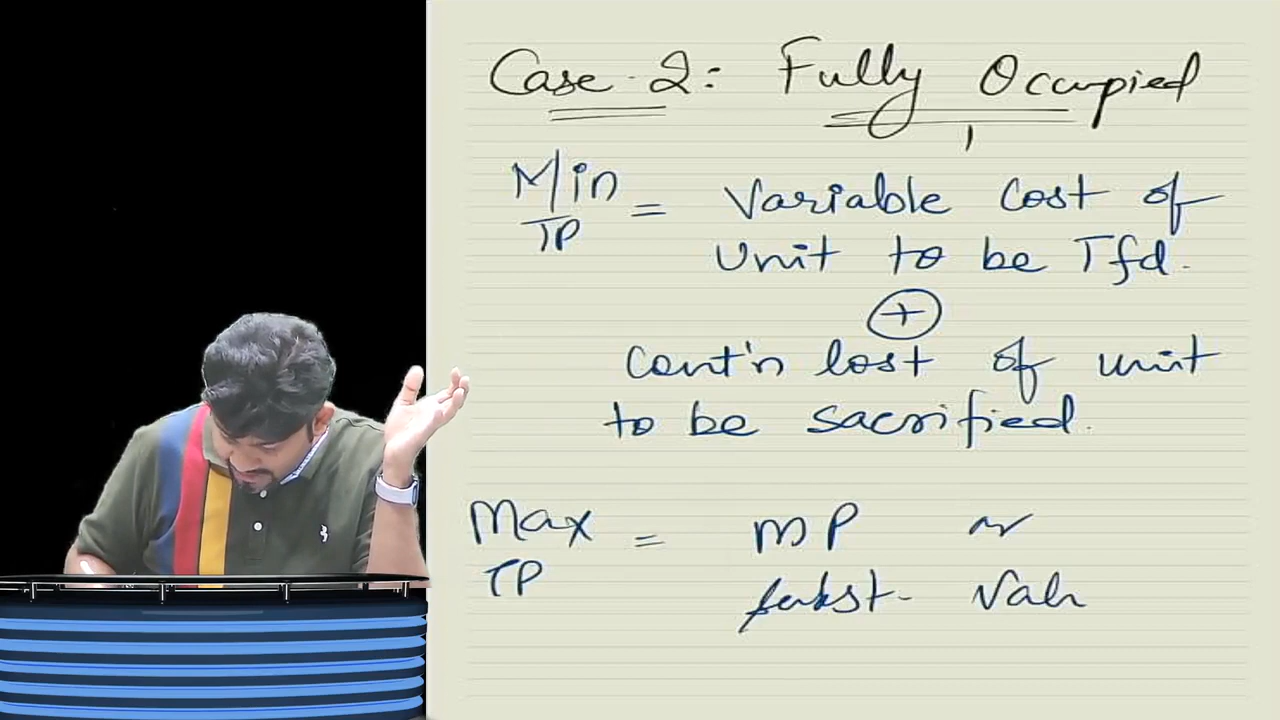 Case-2: Fully Occupied
Min TP = Variable cost of
unit to be Tfd.
+
cont'n lost of unit
to be sacrified.
Max TP = MP or
subst. Valu